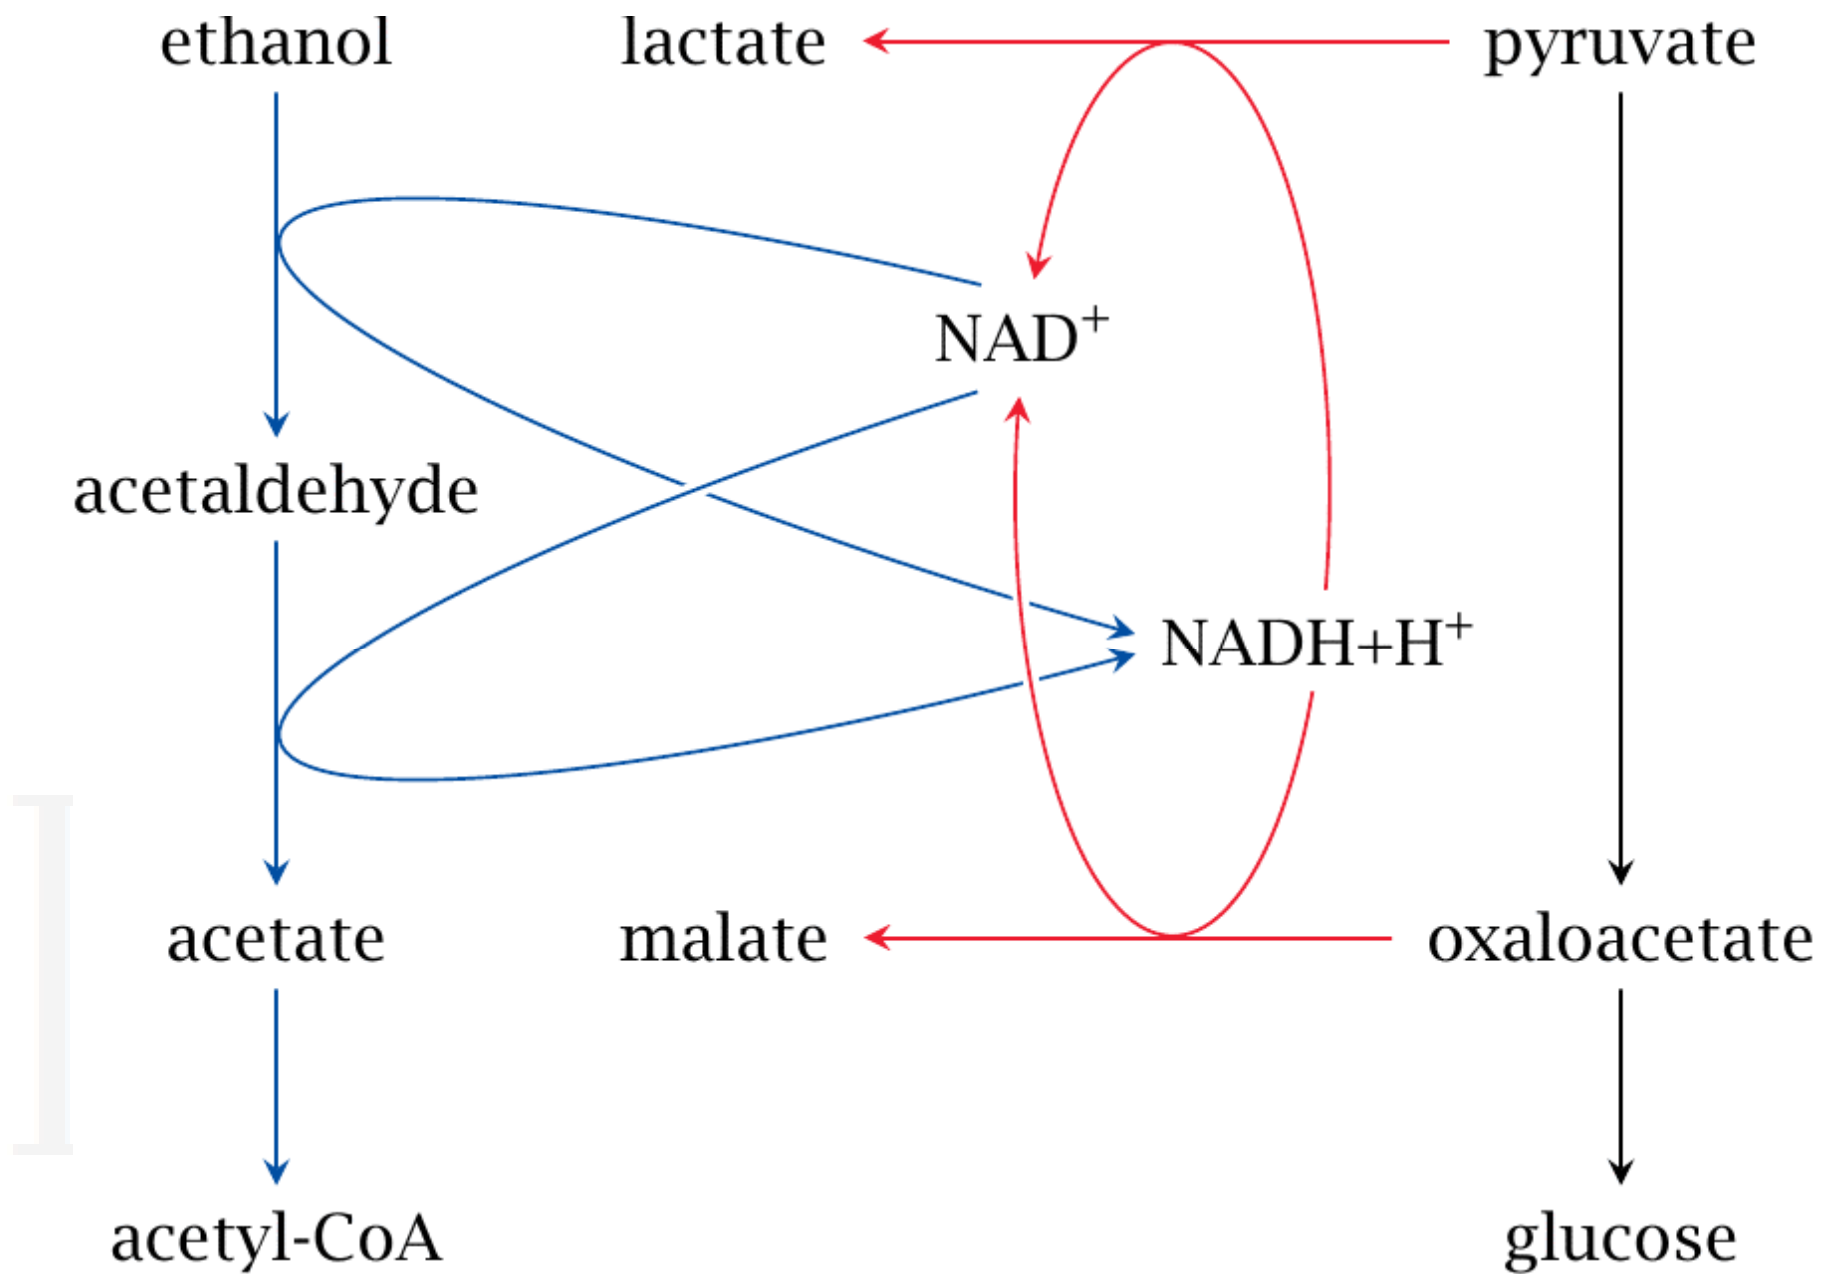 ethanol lactate pyruvate
NAD⁺
acetaldehyde
NADH+H⁺
acetate malate oxaloacetate
acetyl-CoA glucose